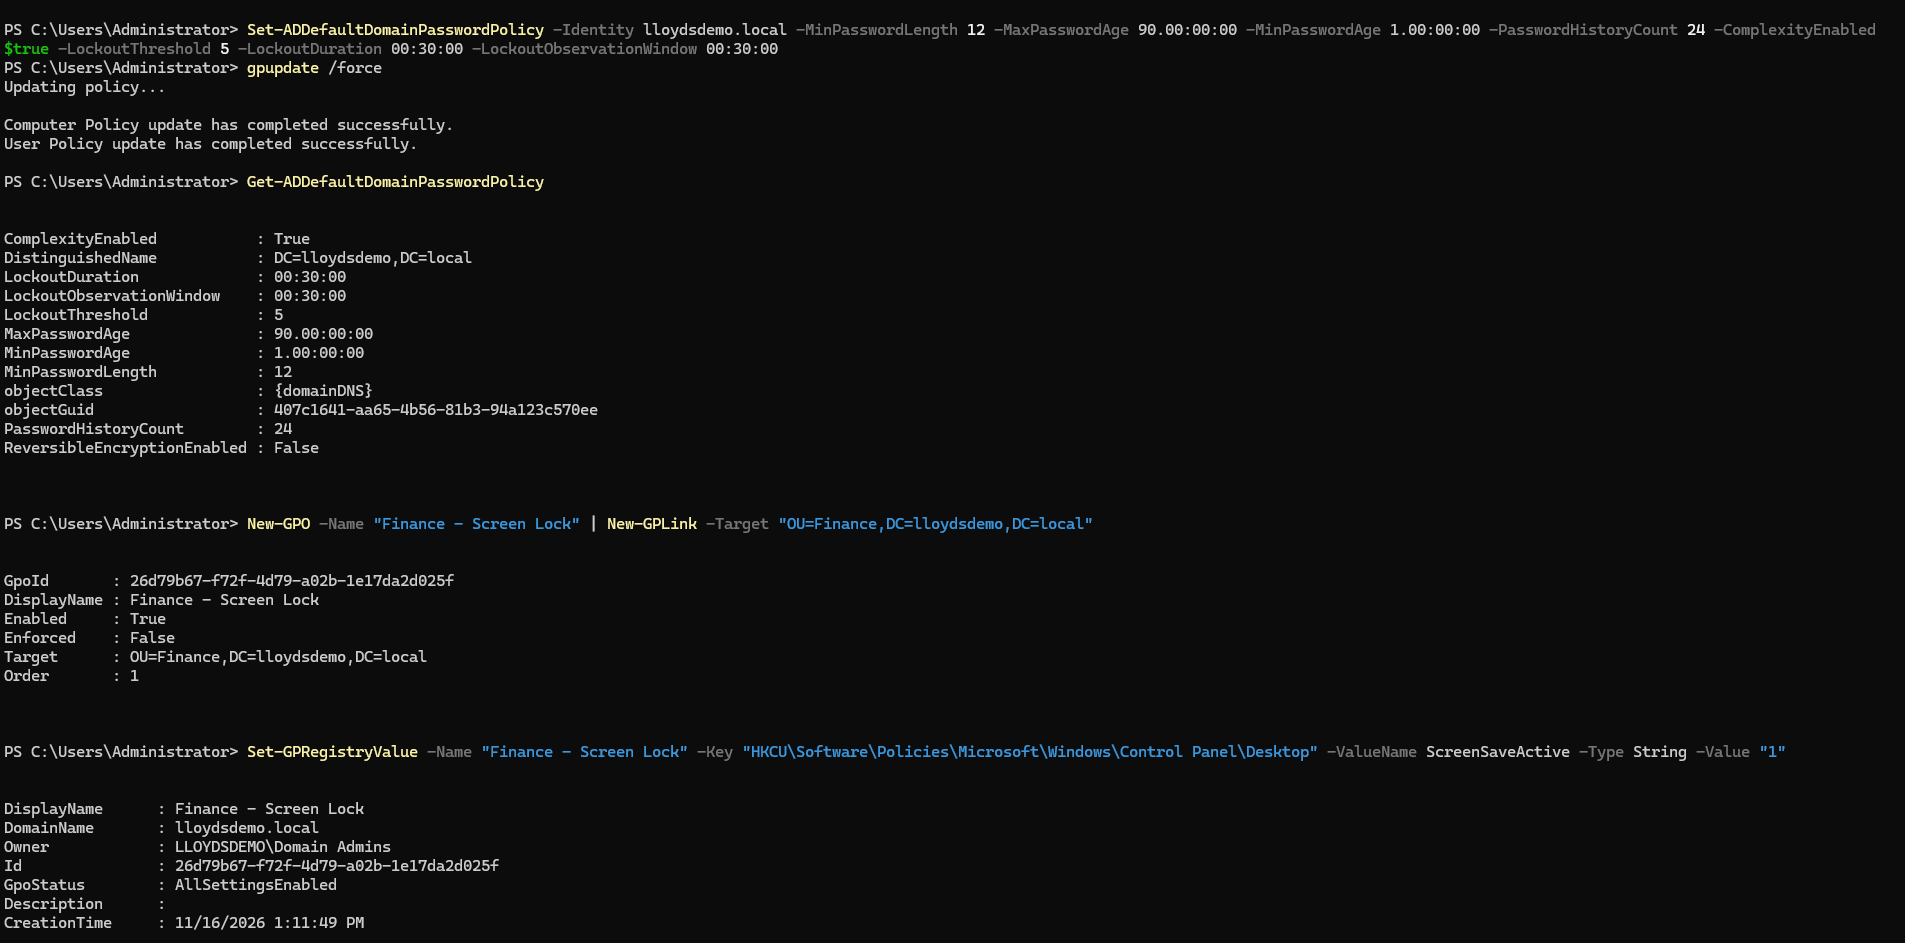 PS C:\Users\Administrator> Set-ADDefaultDomainPasswordPolicy -Identity lloydsdemo.local -MinPasswordLength 12 -MaxPasswordAge 90.00:00:00 -MinPasswordAge 1.00:00:00 -PasswordHistoryCount 24 -ComplexityEnabled
$true -LockoutThreshold 5 -LockoutDuration 00:30:00 -LockoutObservationWindow 00:30:00
PS C:\Users\Administrator> gpupdate /force
Updating policy...
Computer Policy update has completed successfully.
User Policy update has completed successfully.
PS C:\Users\Administrator> Get-ADDefaultDomainPasswordPolicy
ComplexityEnabled           : True
DistinguishedName           : DC=lloydsdemo,DC=local
LockoutDuration             : 00:30:00
LockoutObservationWindow    : 00:30:00
LockoutThreshold            : 5
MaxPasswordAge              : 90.00:00:00
MinPasswordAge              : 1.00:00:00
MinPasswordLength           : 12
objectClass                 : {domainDNS}
objectGuid                  : 407c1641-aa65-4b56-81b3-94a123c570ee
PasswordHistoryCount        : 24
ReversibleEncryptionEnabled : False
PS C:\Users\Administrator> New-GPO -Name "Finance - Screen Lock" | New-GPLink -Target "OU=Finance,DC=lloydsdemo,DC=local"
GpoId       : 26d79b67-f72f-4d79-a02b-1e17da2d025f
DisplayName : Finance - Screen Lock
Enabled     : True
Enforced    : False
Target      : OU=Finance,DC=lloydsdemo,DC=local
Order       : 1
PS C:\Users\Administrator> Set-GPRegistryValue -Name "Finance - Screen Lock" -Key "HKCU\Software\Policies\Microsoft\Windows\Control Panel\Desktop" -ValueName ScreenSaveActive -Type String -Value "1"
DisplayName      : Finance - Screen Lock
DomainName       : lloydsdemo.local
Owner            : LLOYDSDEMO\Domain Admins
Id               : 26d79b67-f72f-4d79-a02b-1e17da2d025f
GpoStatus        : AllSettingsEnabled
Description      :
CreationTime     : 11/16/2026 1:11:49 PM